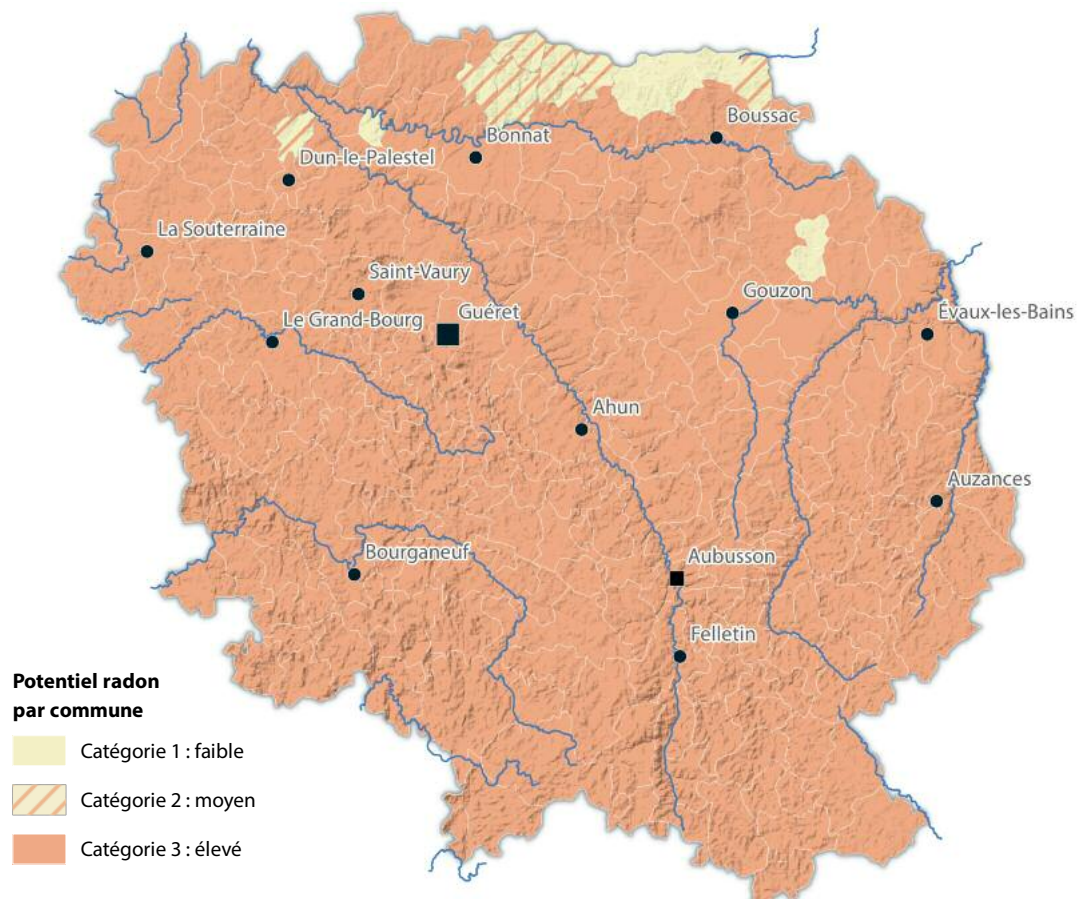 Boussac
Bonnat
Dun-le-Palestel
La Souterraine
Saint-Vaury
Gouzon
Guéret
Le Grand-Bourg
Évaux-les-Bains
Ahun
Auzances
Bourganeuf
Aubusson
Felletin
Potentiel radon
par commune
Catégorie 1 : faible
Catégorie 2 : moyen
Catégorie 3 : élevé